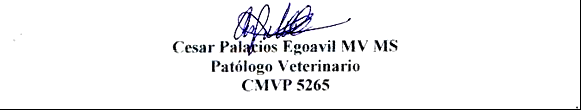 Cesar Palacios Egoavil MV MS
Patólogo Veterinario
CMVP 5265